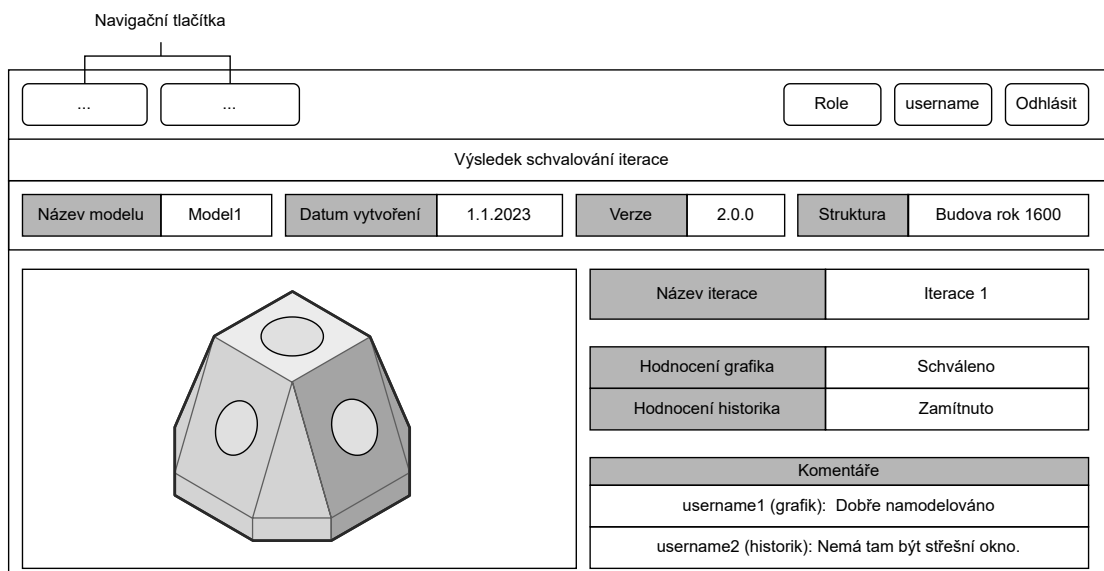 Navigační tlačítka
... ... Role username Odhlásit
Výsledek schvalování iterace
Název modelu Model1 Datum vytvoření 1.1.2023 Verze 2.0.0 Struktura Budova rok 1600
Název iterace Iterace 1
Hodnocení grafika Schváleno
Hodnocení historika Zamítnuto
Komentáře
username1 (grafik): Dobře namodelováno
username2 (historik): Nemá tam být střešní okno.